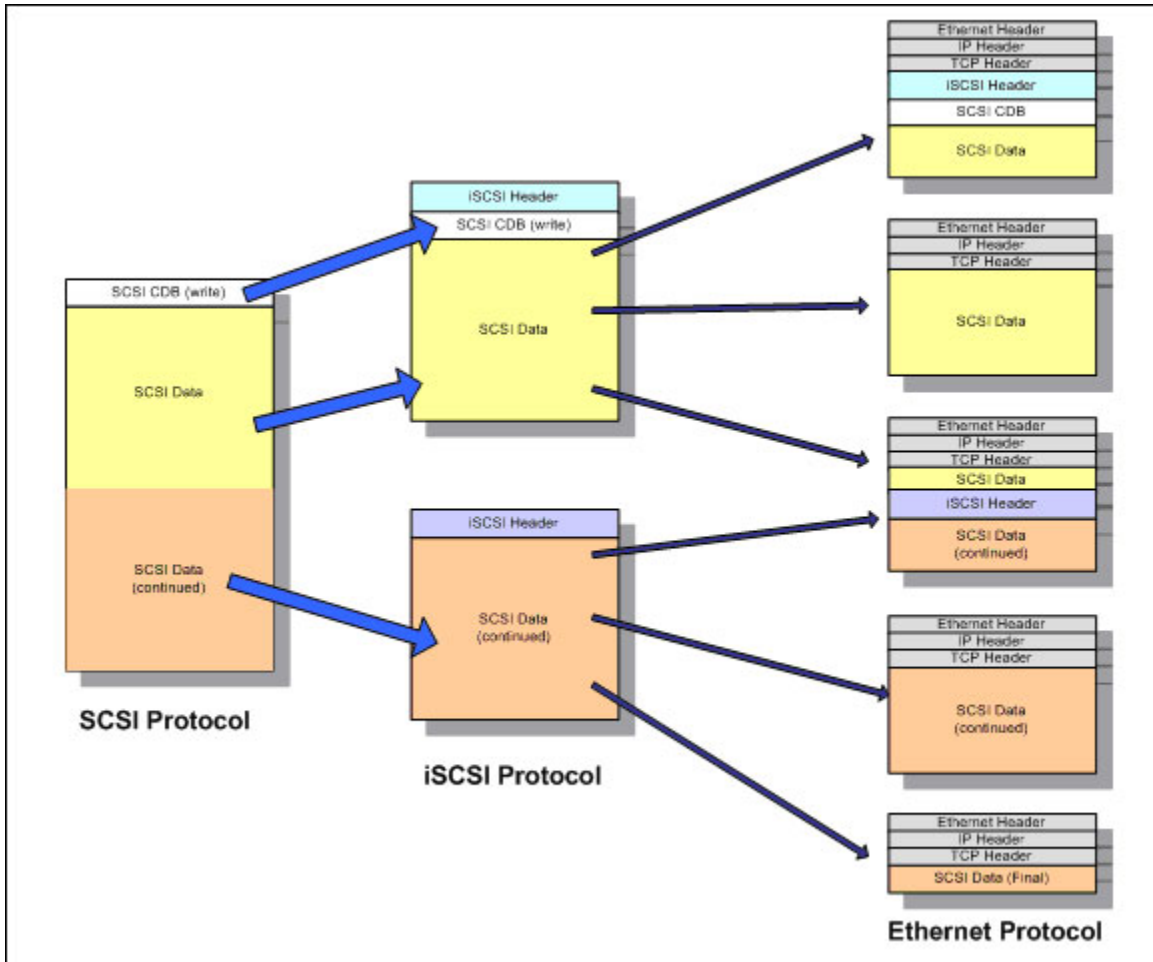 SCSI CDB (write)
SCSI Data
SCSI Data
(continued)
SCSI Protocol
iSCSI Header
SCSI CDB (write)
SCSI Data
iSCSI Header
SCSI Data
(continued)
iSCSI Protocol
Ethernet Header
IP Header
TCP Header
iSCSI Header
SCSI CDB
SCSI Data
Ethernet Header
IP Header
TCP Header
SCSI Data
Ethernet Header
IP Header
TCP Header
SCSI Data
iSCSI Header
SCSI Data
(continued)
Ethernet Header
IP Header
TCP Header
SCSI Data
(continued)
Ethernet Header
IP Header
TCP Header
SCSI Data (Final)
Ethernet Protocol